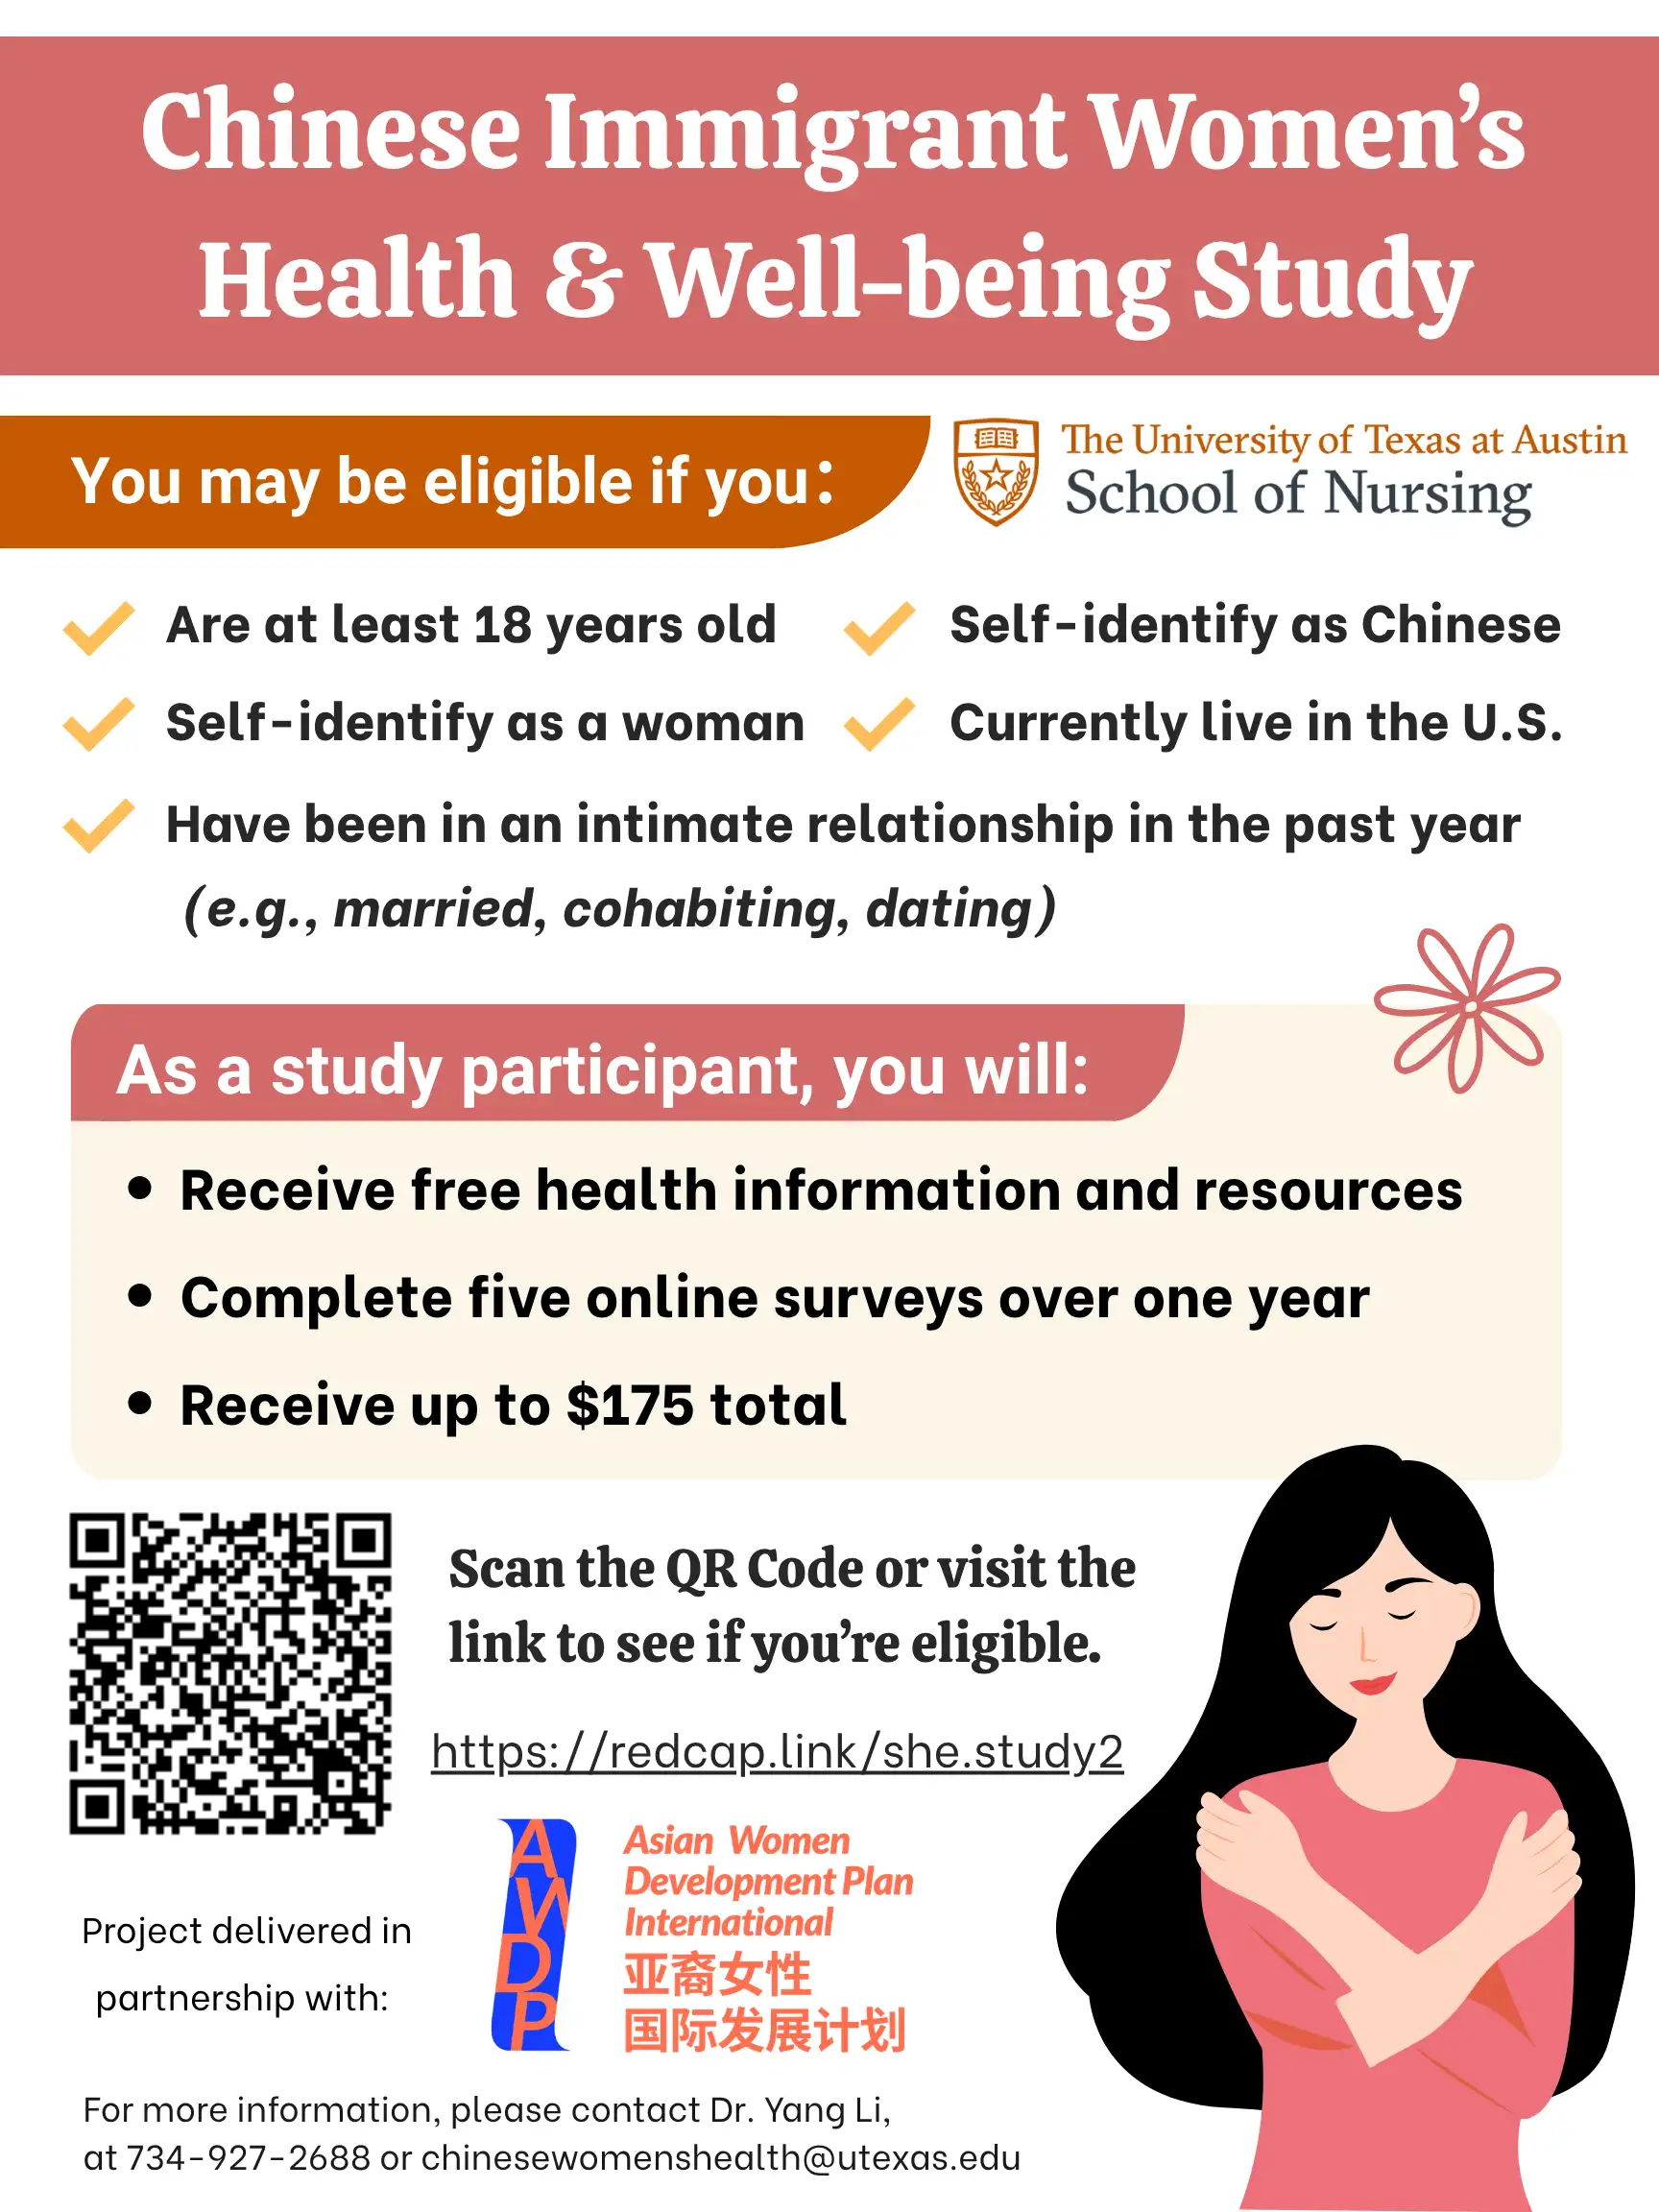 Chinese Immigrant Women’s
Health & Well-being Study
You may be eligible if you:
The University of Texas at Austin
School of Nursing
Are at least 18 years old
Self-identify as Chinese
Self-identify as a woman
Currently live in the U.S.
Have been in an intimate relationship in the past year
(e.g., married, cohabiting, dating)
As a study participant, you will:
• Receive free health information and resources
• Complete five online surveys over one year
• Receive up to $175 total
Scan the QR Code or visit the
link to see if you’re eligible.
https://redcap.link/she.study2
Project delivered in
partnership with:
A
W
D
P
Asian Women
Development Plan
International
亚裔女性
国际发展计划
For more information, please contact Dr. Yang Li,
at 734-927-2688 or chinesewomenshealth@utexas.edu